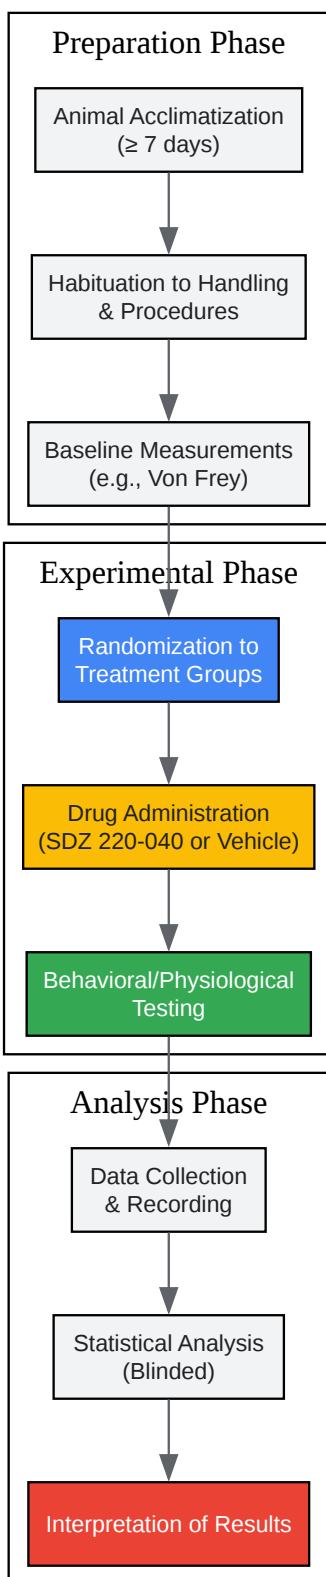 Preparation Phase
Animal Acclimatization
(≥ 7 days)
Habituation to Handling
& Procedures
Baseline Measurements
(e.g., Von Frey)
Experimental Phase
Randomization to
Treatment Groups
Drug Administration
(SDZ 220-040 or Vehicle)
Behavioral/Physiological
Testing
Analysis Phase
Data Collection
& Recording
Statistical Analysis
(Blinded)
Interpretation of Results